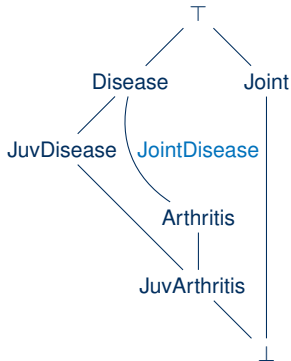 ⊤
Disease Joint
JuvDisease JointDisease
Arthritis
JuvArthritis
⊥